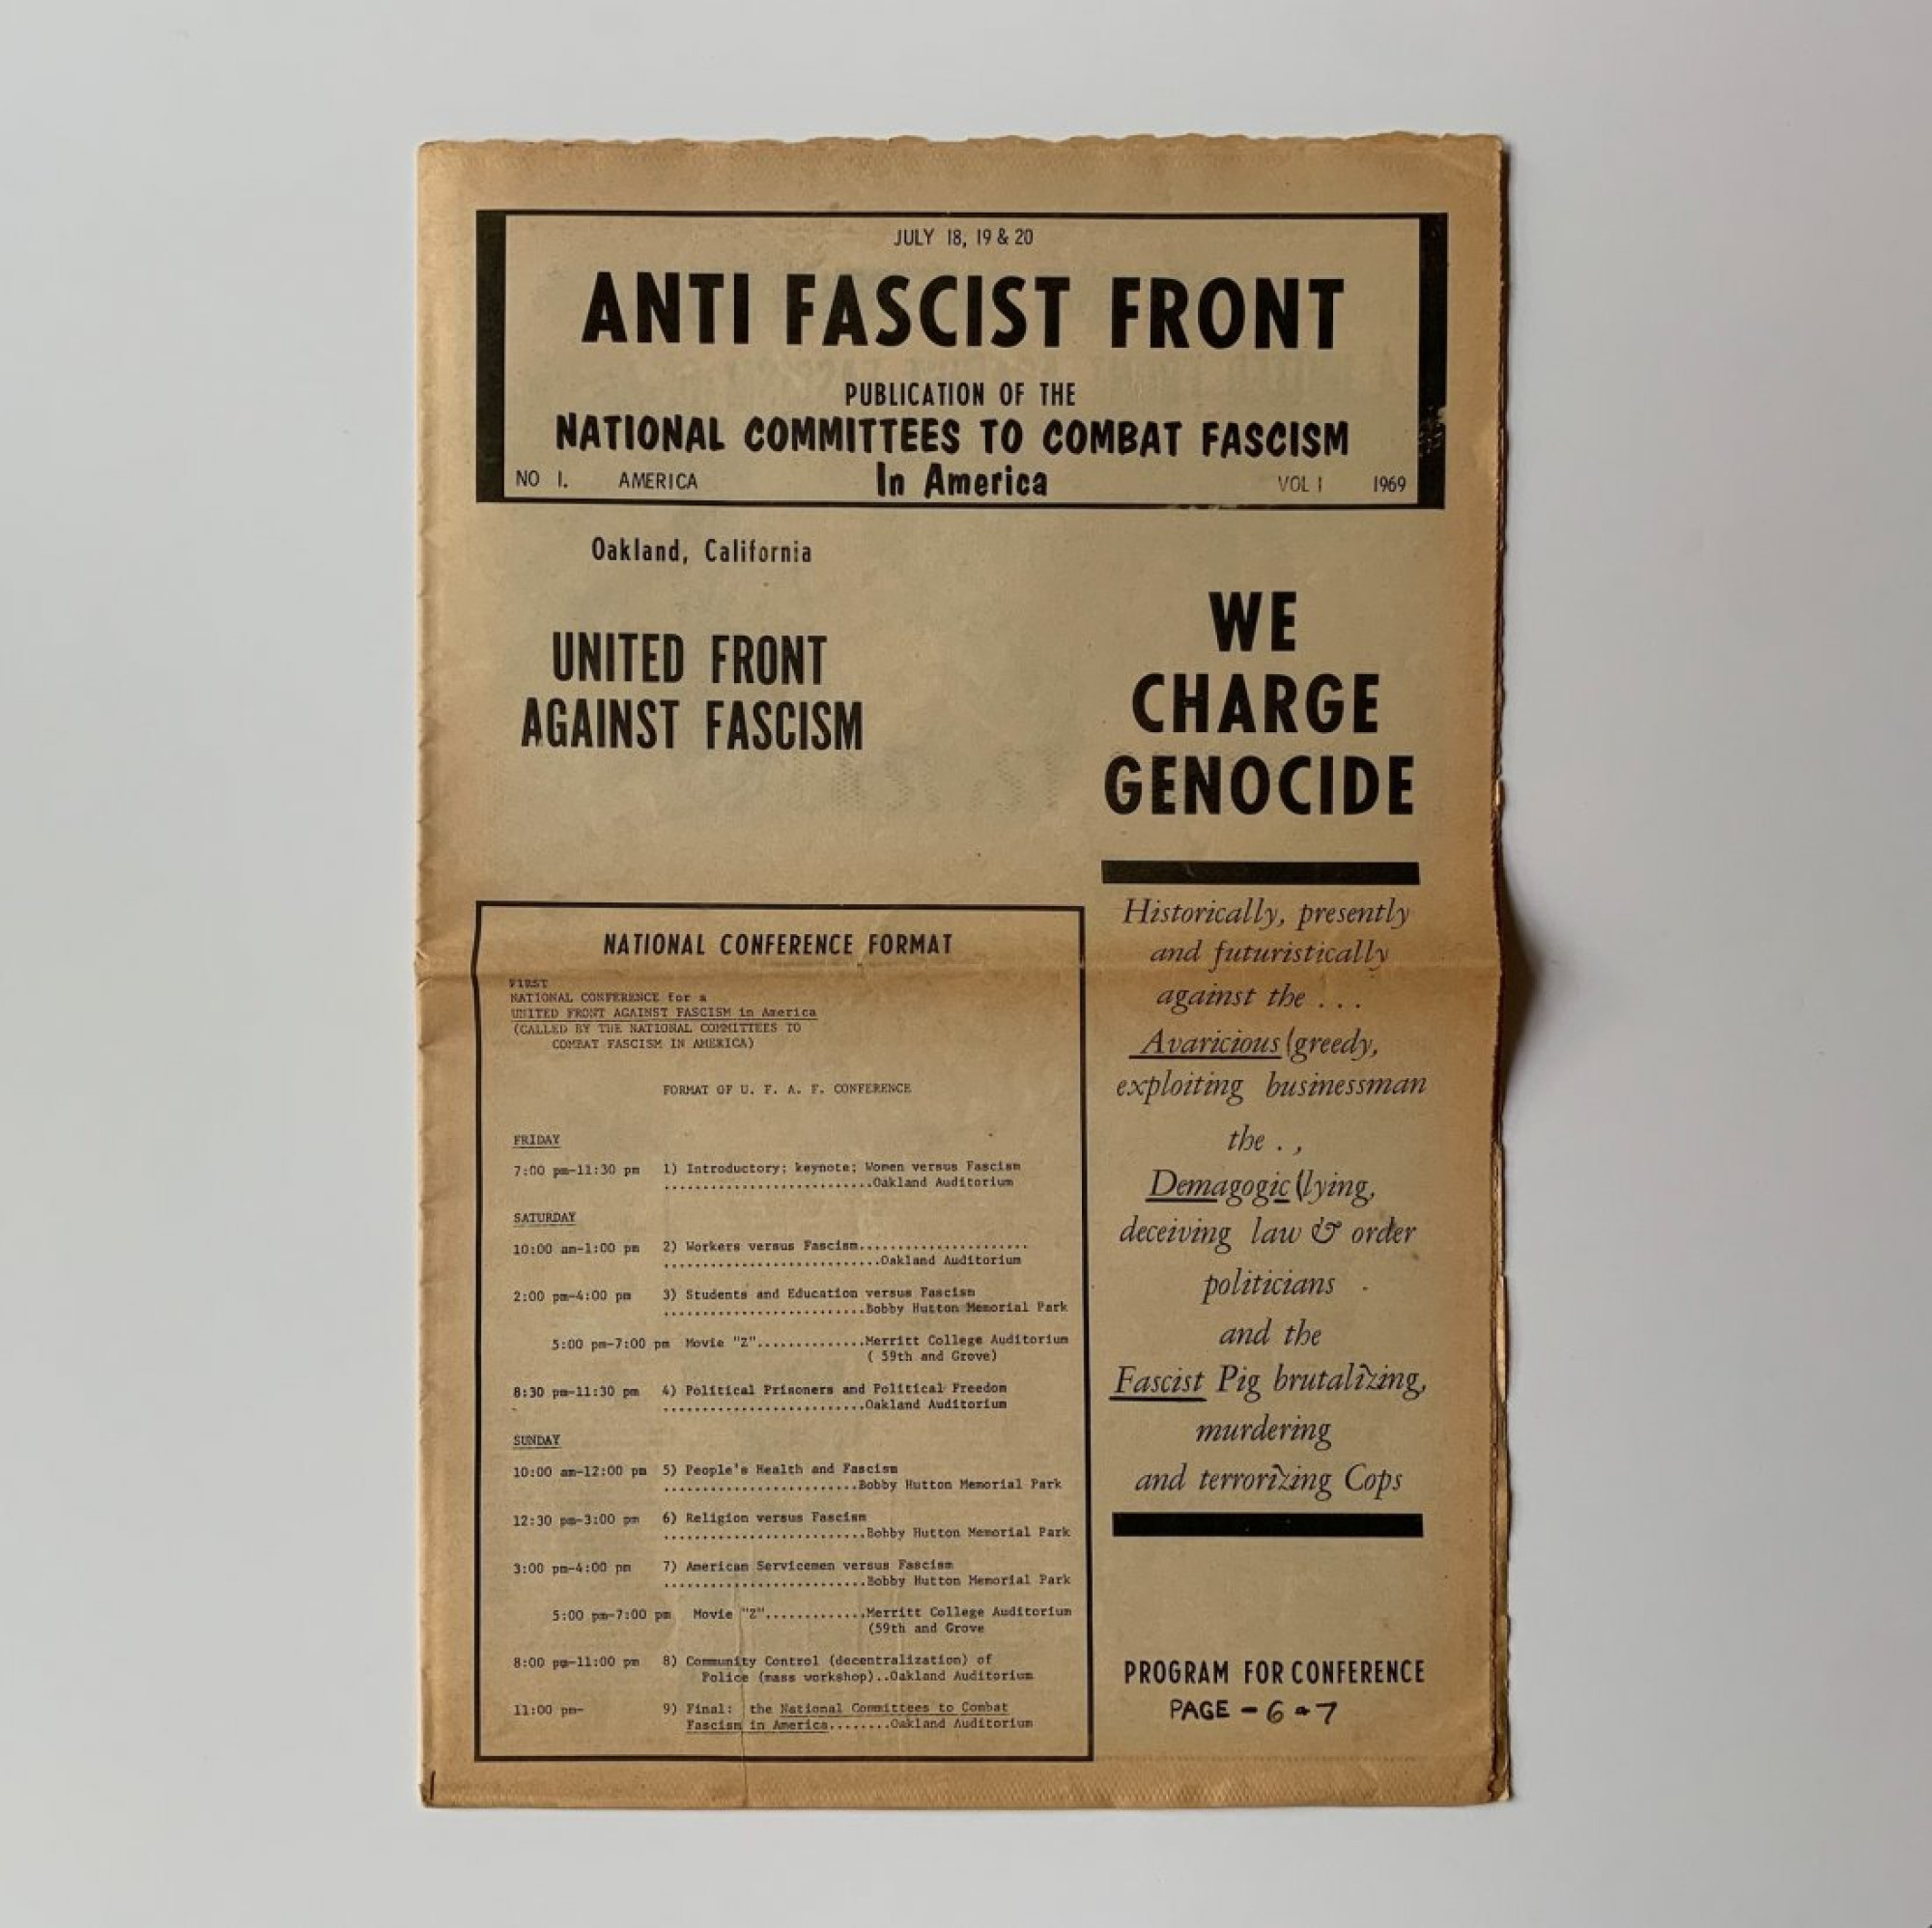 JULY 18, 19 & 20
ANTI FASCIST FRONT
PUBLICATION OF THE
NATIONAL COMMITTEES TO COMBAT FASCISM
NO 1. AMERICA In America VOL 1 1969
Oakland, California
UNITED FRONT
AGAINST FASCISM
NATIONAL CONFERENCE FORMAT
FIRST
NATIONAL CONFERENCE for a
UNITED FRONT AGAINST FASCISM in America
(CALLED BY THE NATIONAL COMMITTEES TO
COMBAT FASCISM IN AMERICA)
FORMAT OF U. F. A. F. CONFERENCE
FRIDAY
7:00 pm-11:30 pm 1) Introductory; keynote; Women versus Fascism
...........................Oakland Auditorium
SATURDAY
10:00 am-1:00 pm 2) Workers versus Fascism......................
............................Oakland Auditorium
2:00 pm-4:00 pm 3) Students and Education versus Fascism
..........................Bobby Hutton Memorial Park
5:00 pm-7:00 pm Movie "Z"..............Merritt College Auditorium
( 59th and Grove)
8:30 pm-11:30 pm 4) Political Prisoners and Political Freedom
..........................Oakland Auditorium
SUNDAY
10:00 am-12:00 pm 5) People's Health and Fascism
.........................Bobby Hutton Memorial Park
12:30 pm-3:00 pm 6) Religion versus Fascism
..........................Bobby Hutton Memorial Park
3:00 pm-4:00 pm 7) American Servicemen versus Fascism
..........................Bobby Hutton Memorial Park
5:00 pm-7:00 pm Movie "Z".............Merritt College Auditorium
(59th and Grove
8:00 pm-11:00 pm 8) Community Control (decentralization) of
Police (mass workshop)..Oakland Auditorium
11:00 pm- 9) Final: the National Committees to Combat
Fascism in America........Oakland Auditorium
WE
CHARGE
GENOCIDE
Historically, presently
and futuristically
against the . . .
Avaricious (greedy,
exploiting businessman
the . ,
Demagogic (lying,
deceiving law & order
politicians
and the
Fascist Pig brutalizing,
murdering
and terrorizing Cops
PROGRAM FOR CONFERENCE
PAGE - 6 & 7